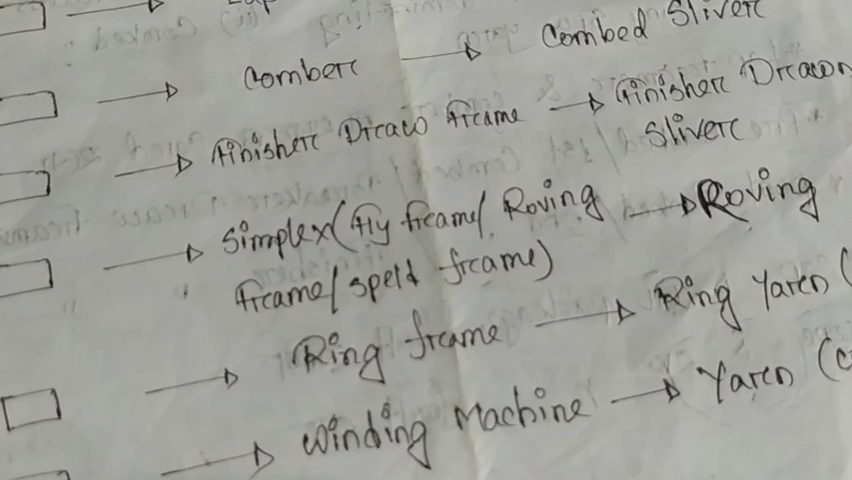 Comber → Combed Sliver
Finisher Draw frame → Finisher Drawn
Sliver
Simplex (fly frame/ Roving → Roving
frame/ speed frame)
Ring frame → Ring Yarn (
Winding Machine → Yarn (